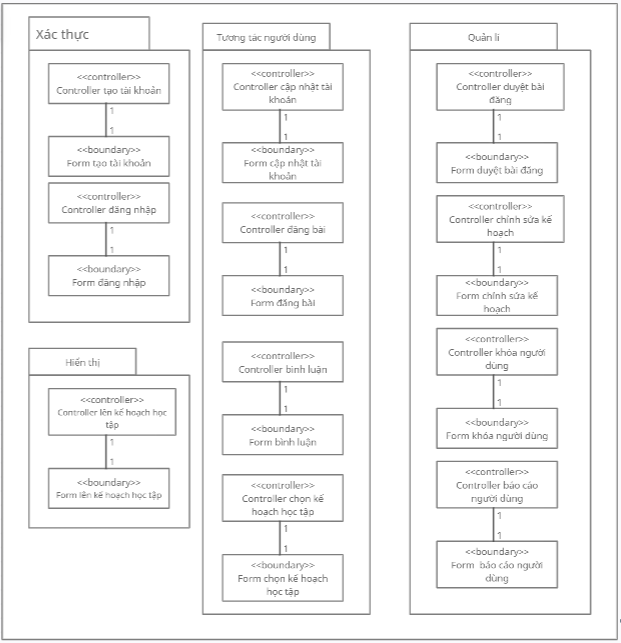 Xác thực
<<controller>>
Controller tạo tài khoản
1
1
<<boundary>>
Form tạo tài khoản
<<controller>>
Controller đăng nhập
1
1
<<boundary>>
Form đăng nhập
Hiển thị
<<controller>>
Controller lên kế hoạch học
tập
1
1
<<boundary>>
Form lên kế hoạch học tập
Tương tác người dùng
<<controller>>
Controller cập nhật tài
khoản
1
1
<<boundary>>
Form cập nhật tài
khoản
<<controller>>
Controller đăng bài
1
1
<<boundary>>
Form đăng bài
<<controller>>
Controller bình luận
1
1
<<boundary>>
Form bình luận
<<controller>>
Controller chọn kế
hoạch học tập
1
1
<<boundary>>
Form chọn kế hoạch
học tập
Quản lí
<<controller>>
Controller duyệt bài
đăng
1
1
<<boundary>>
Form duyệt bài đăng
<<controller>>
Controller chỉnh sửa kế
hoạch
1
1
<<boundary>>
Form chỉnh sửa kế
hoạch
<<controller>>
Controller khóa người
dùng
1
1
<<boundary>>
Form khóa người dùng
<<controller>>
Controller báo cáo
người dùng
1
1
<<boundary>>
Form báo cáo người
dùng